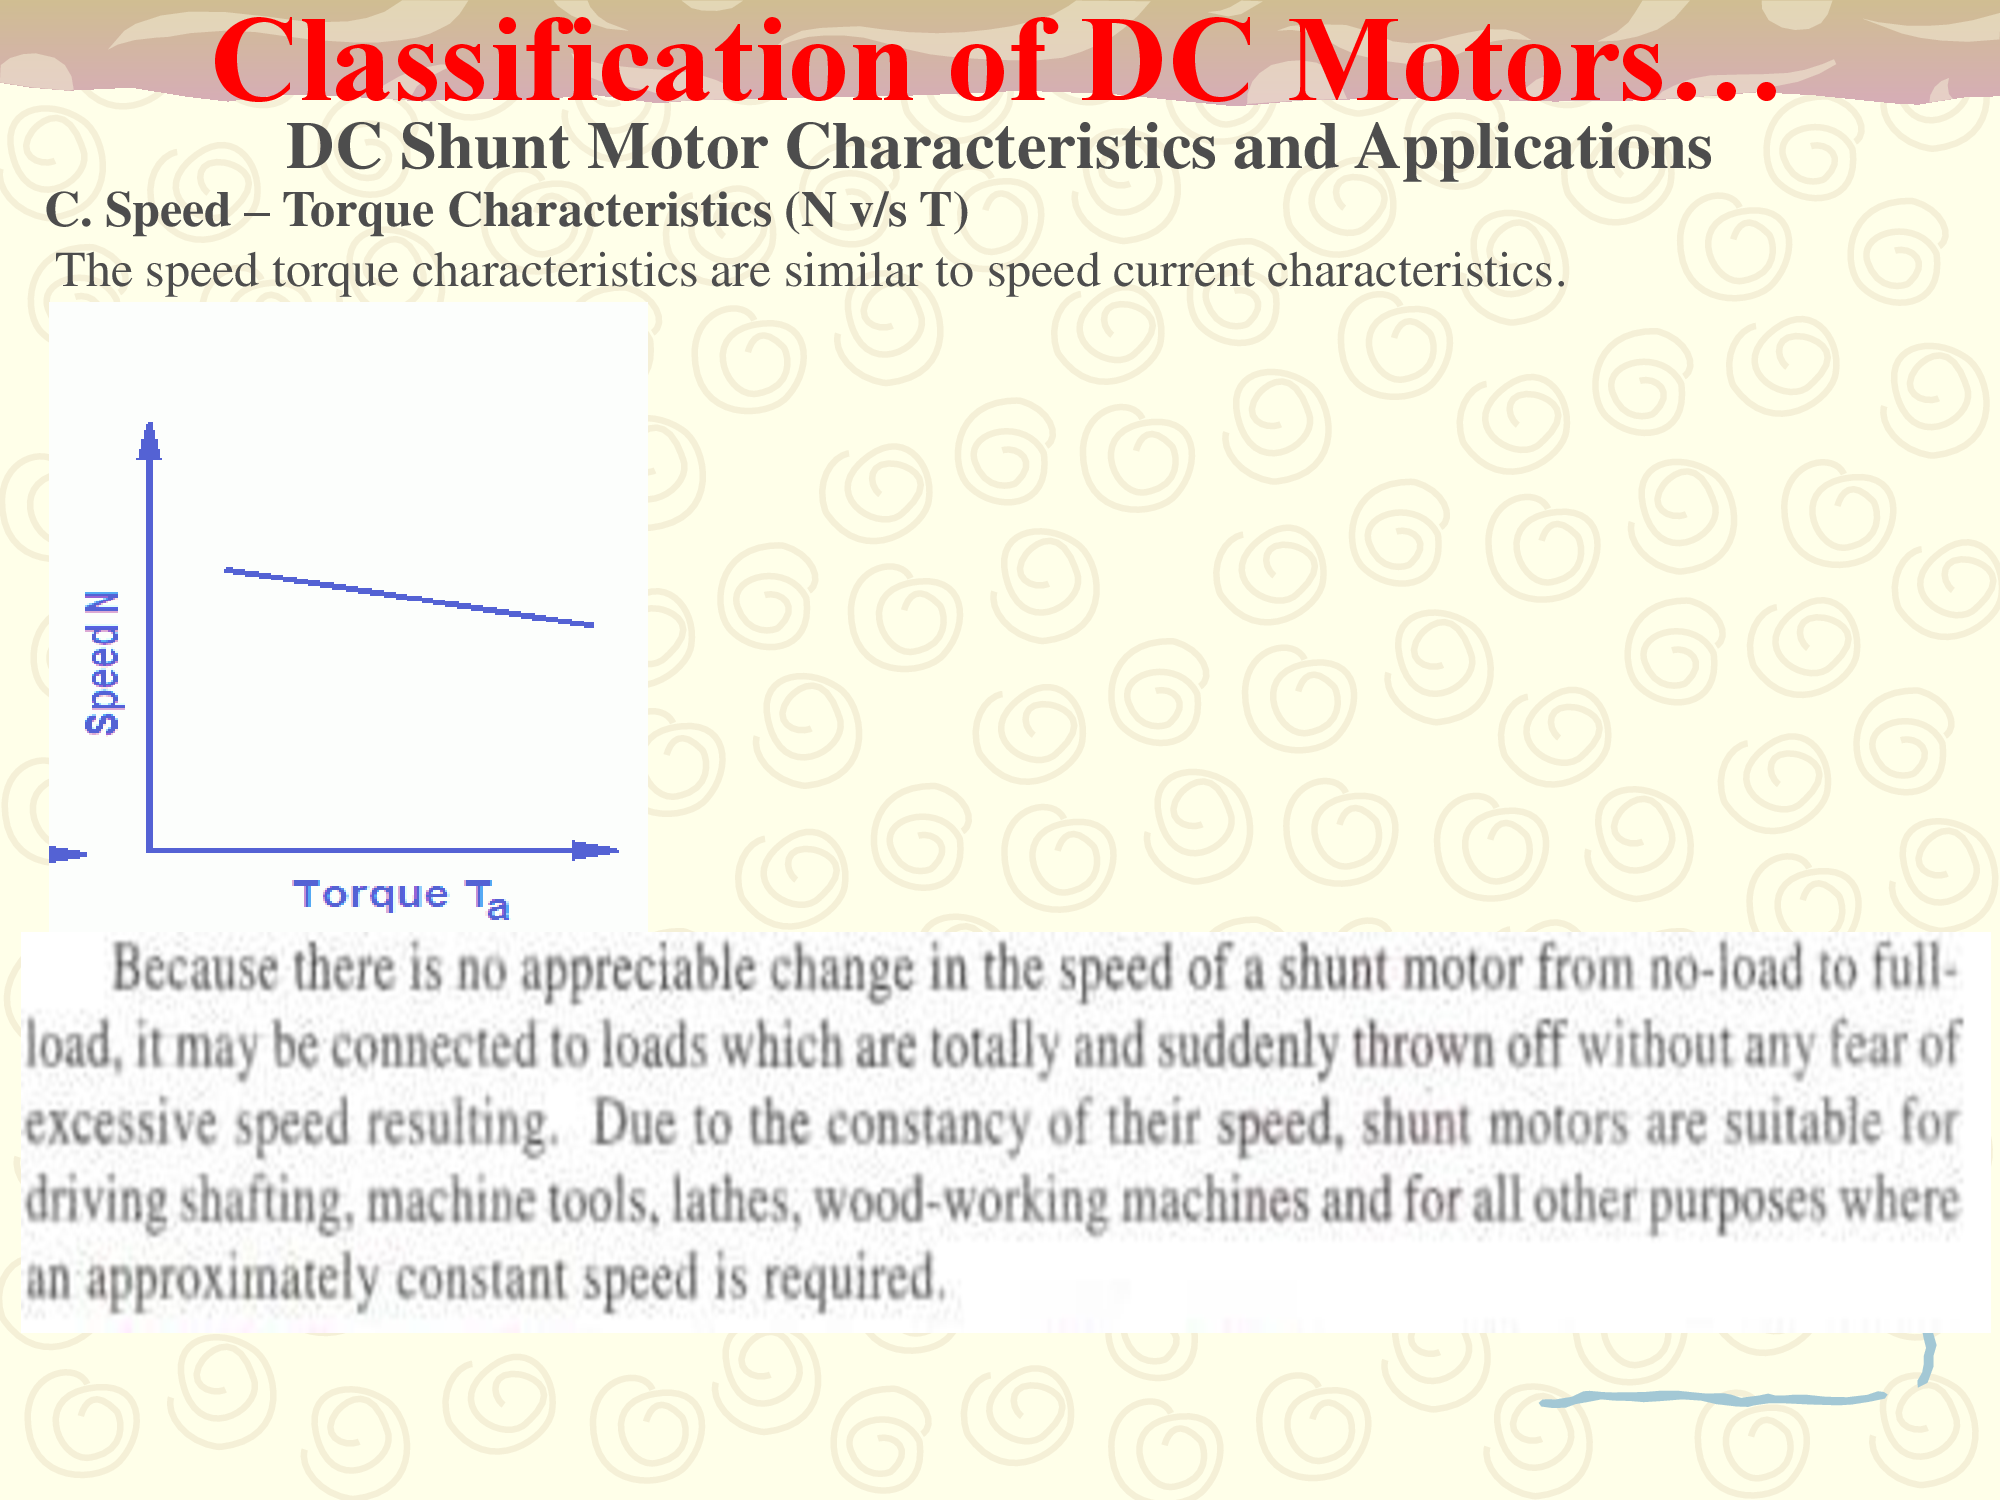 Classification of DC Motors…
DC Shunt Motor Characteristics and Applications
C. Speed – Torque Characteristics (N v/s T)
The speed torque characteristics are similar to speed current characteristics.
Speed N
Torque Ta
Because there is no appreciable change in the speed of a shunt motor from no-load to full-
load, it may be connected to loads which are totally and suddenly thrown off without any fear of
excessive speed resulting. Due to the constancy of their speed, shunt motors are suitable for
driving shafting, machine tools, lathes, wood-working machines and for all other purposes where
an approximately constant speed is required.